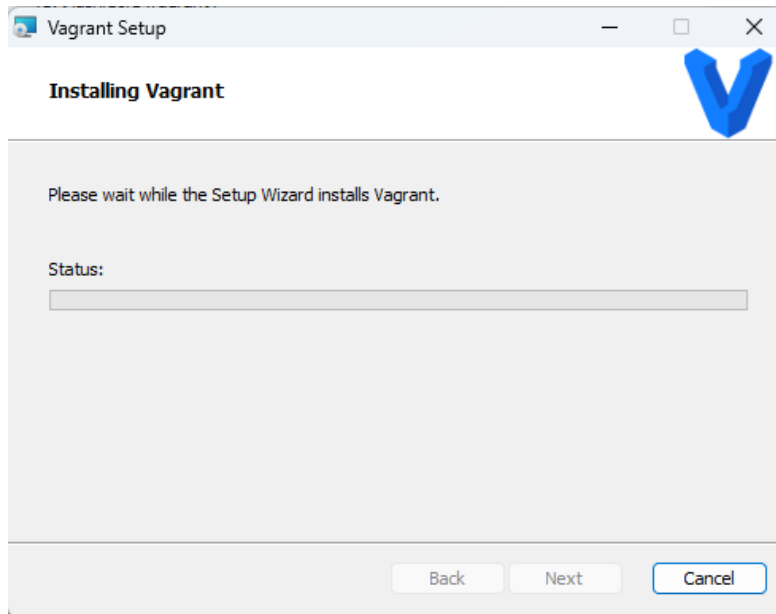 Vagrant Setup
Installing Vagrant
Please wait while the Setup Wizard installs Vagrant.
Status:
Back Next Cancel